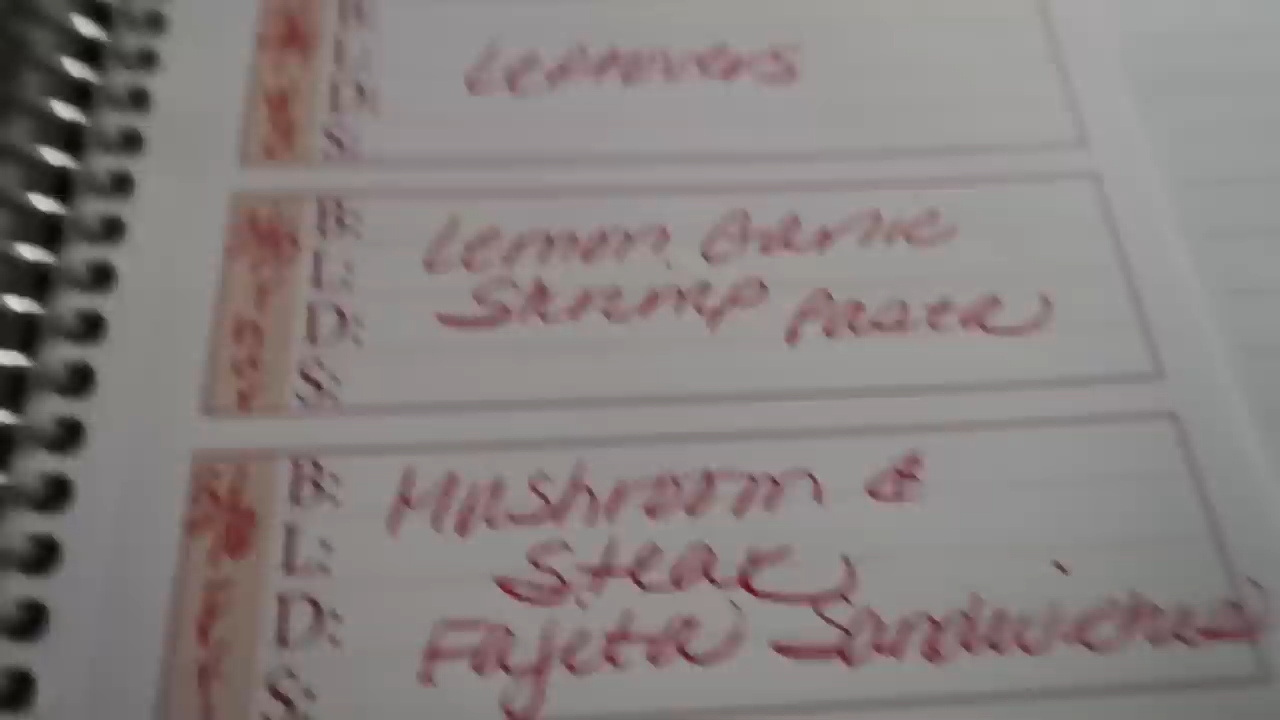 B:
L:
D:
S:
Leftovers
B:
L:
D:
S:
Lemon Garlic
Shrimp Pasta
B:
L:
D:
S:
Mushroom &
Steak
Fajita Sandwiches